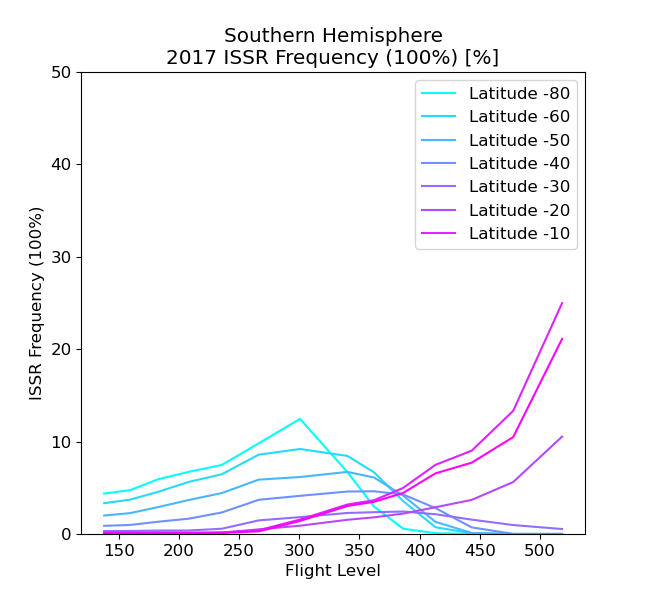 Southern Hemisphere
2017 ISSR Frequency (100%) [%]
50
40
30
20
10
0
ISSR Frequency (100%)
Latitude -80
Latitude -60
Latitude -50
Latitude -40
Latitude -30
Latitude -20
Latitude -10
150 200 250 300 350 400 450 500
Flight Level